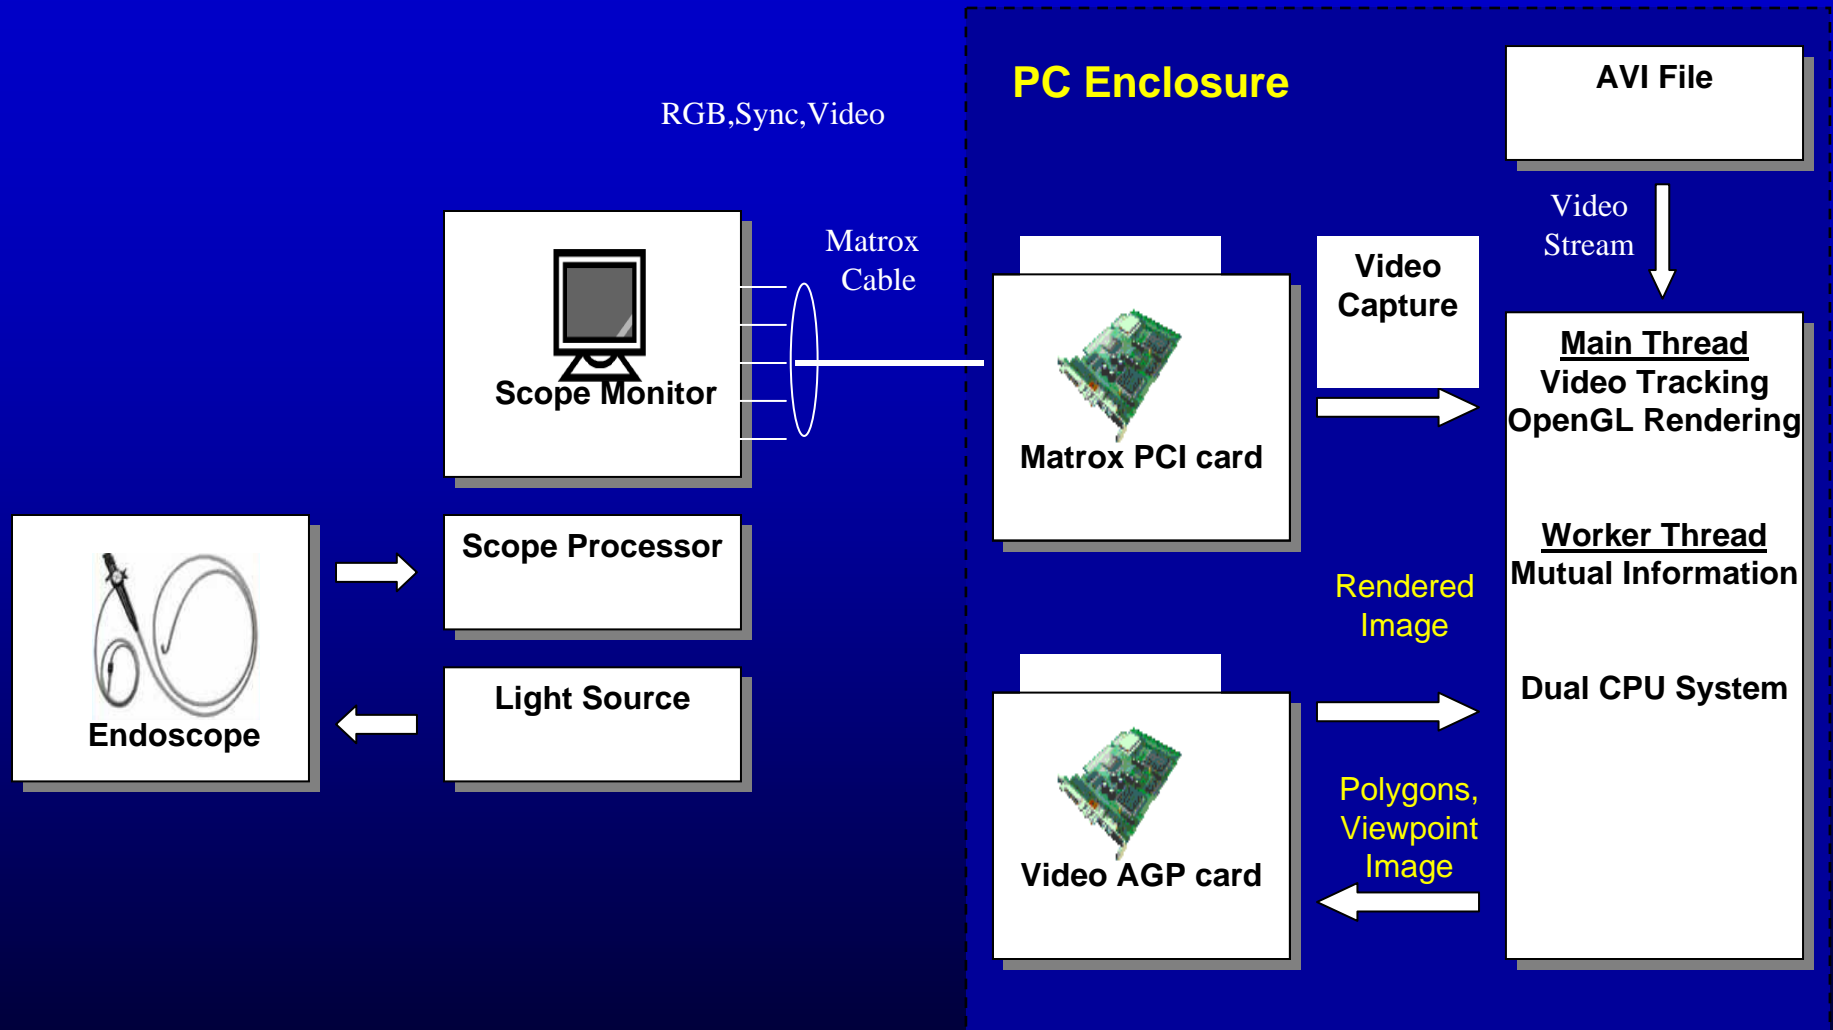 PC Enclosure
AVI File
RGB,Sync,Video
Video
Stream
Matrox
Cable
Video
Capture
Scope Monitor
Matrox PCI card
Main Thread
Video Tracking
OpenGL Rendering
Worker Thread
Mutual Information
Dual CPU System
Scope Processor
Light Source
Endoscope
Rendered
Image
Video AGP card
Polygons,
Viewpoint
Image